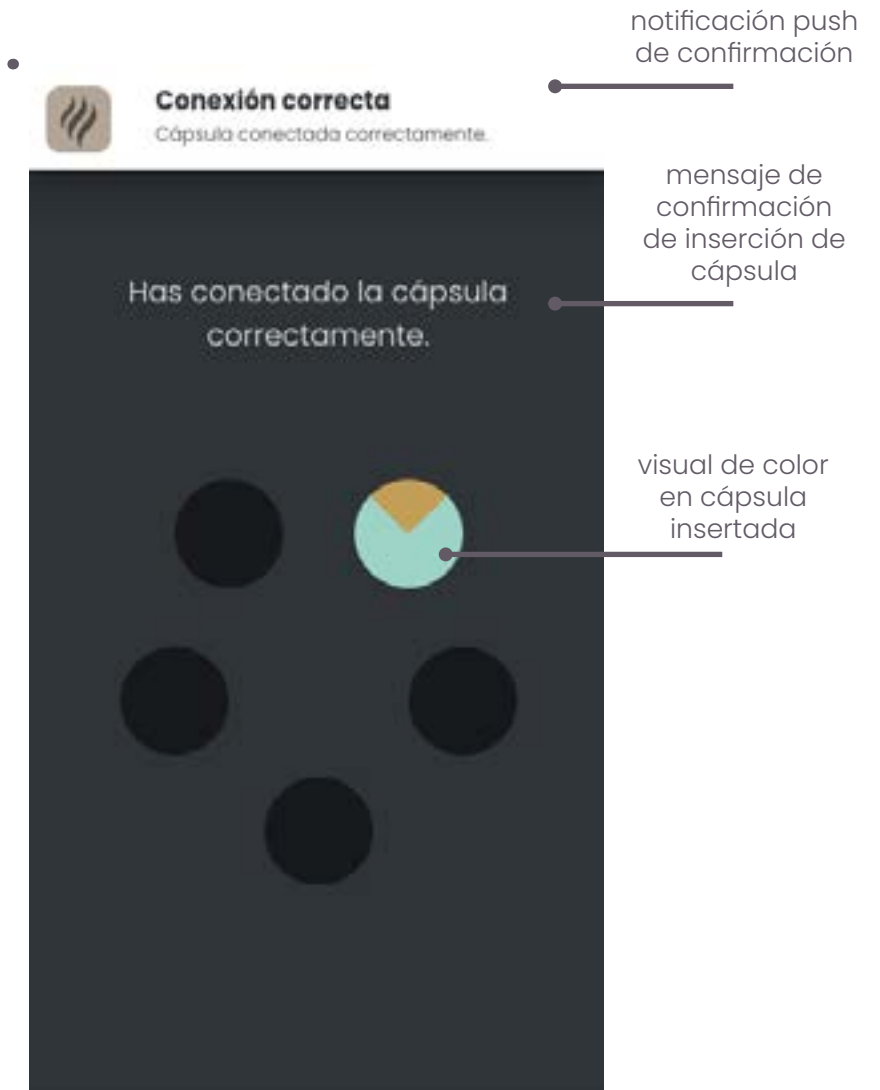 notificación push
de confirmación
Conexión correcta
Cápsula conectada correctamente.
mensaje de
confirmación
de inserción de
cápsula
Has conectado la cápsula
correctamente.
visual de color
en cápsula
insertada